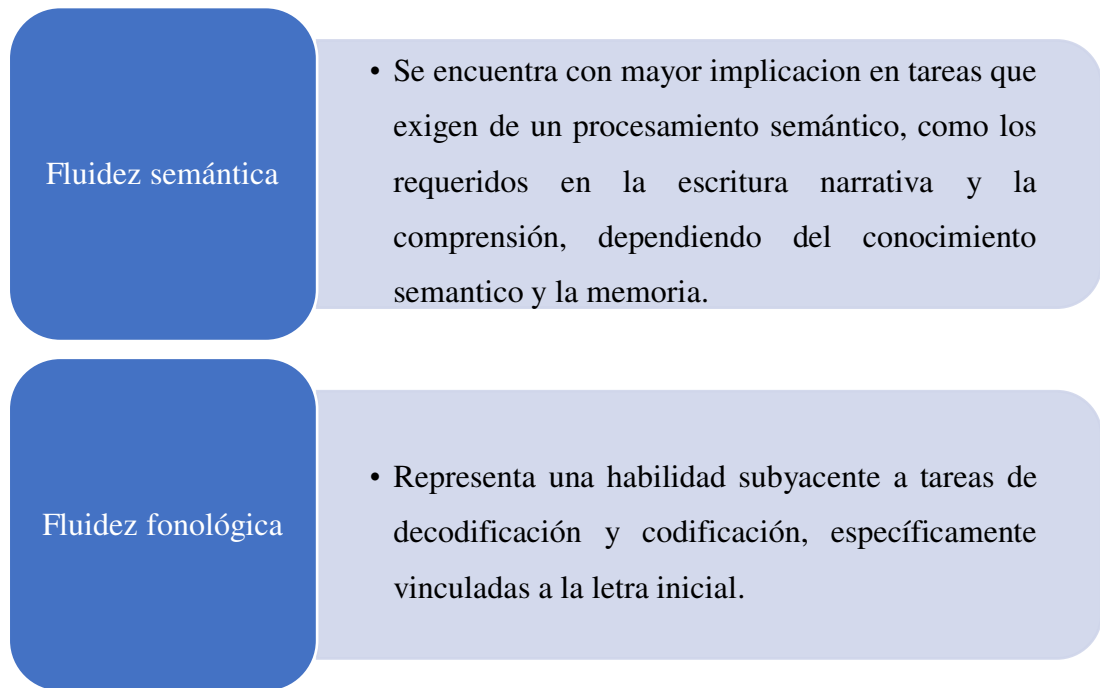 Fluidez semántica
• Se encuentra con mayor implicacion en tareas que
exigen de un procesamiento semántico, como los
requeridos en la escritura narrativa y la
comprensión, dependiendo del conocimiento
semantico y la memoria.
Fluidez fonológica
• Representa una habilidad subyacente a tareas de
decodificación y codificación, específicamente
vinculadas a la letra inicial.